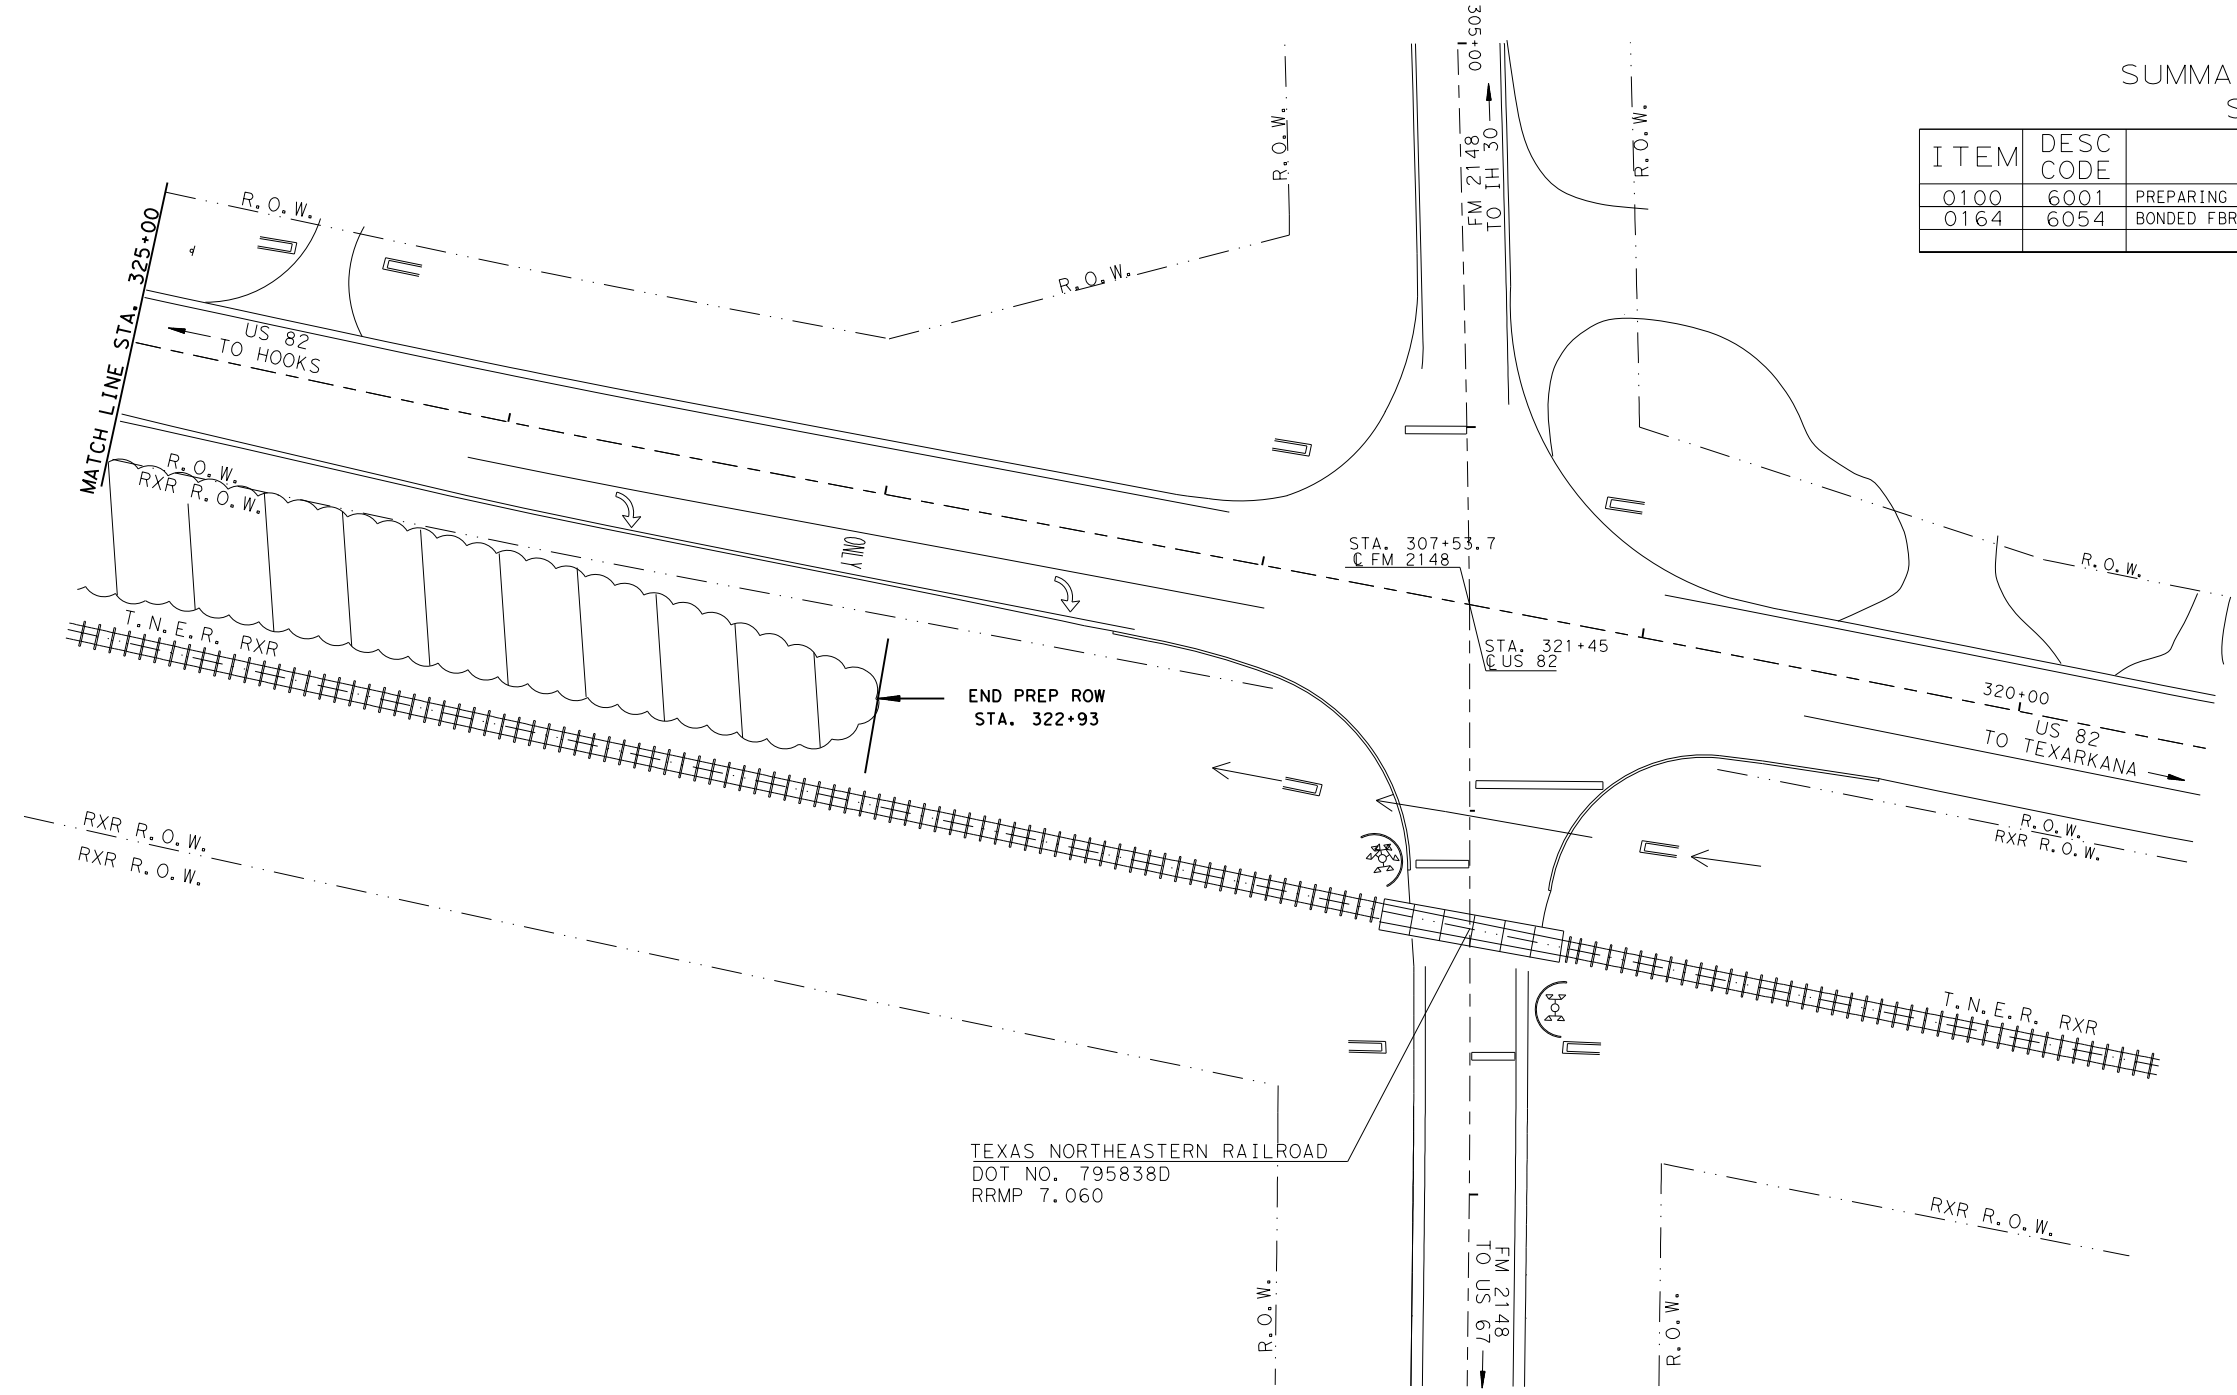 305+00
FM 2148
TO IH 30
R.O.W.
R.O.W.
SUMMA
ITEM
DESC
CODE
0100 6001 PREPARING
0164 6054 BONDED FBR
MATCH LINE STA. 325+00
R.O.W.
R.O.W.
US 82
TO HOOKS
R.O.W.
RXR R.O.W.
ONLY
STA. 307+53.7
℄ FM 2148
STA. 321+45
℄ US 82
R.O.W.
320+00
US 82
TO TEXARKANA
R.O.W.
RXR R.O.W.
T.N.E.R. RXR
END PREP ROW
STA. 322+93
RXR R.O.W.
RXR R.O.W.
T.N.E.R. RXR
TEXAS NORTHEASTERN RAILROAD
DOT NO. 795838D
RRMP 7.060
RXR R.O.W.
FM 2148
TO US 67
R.O.W.
R.O.W.